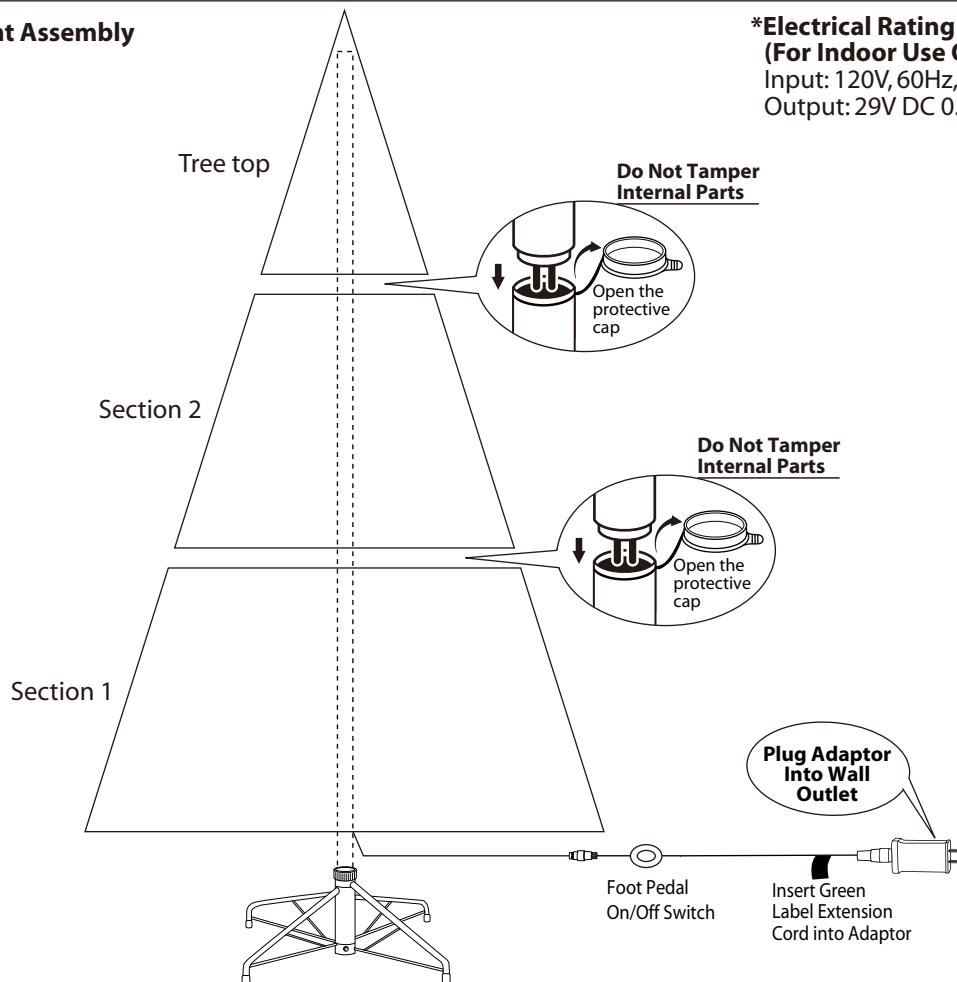 Assembly
*Electrical Rating
(For Indoor Use
Input: 120V, 60Hz,
Output: 29V DC 0.
Tree top
Do Not Tamper
Internal Parts
Open the
protective
cap
Section 2
Do Not Tamper
Internal Parts
Open the
protective
cap
Section 1
Plug Adaptor
Into Wall
Outlet
Foot Pedal
On/Off Switch
Insert Green
Label Extension
Cord into Adaptor